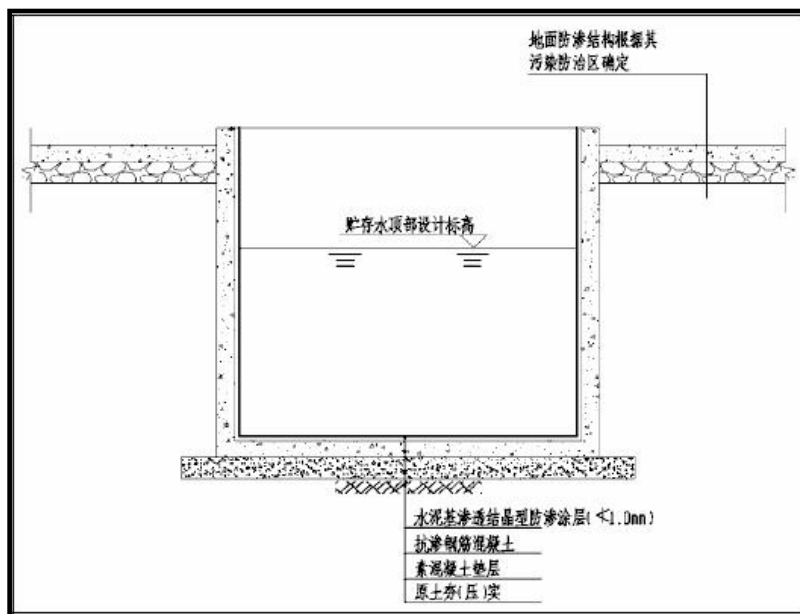 地面防渗结构根据其
污染防治区确定
贮存水顶部设计标高
水泥基渗透结晶型防渗涂层(≮1.0mm)
抗渗钢筋混凝土
素混凝土垫层
原土夯(压)实